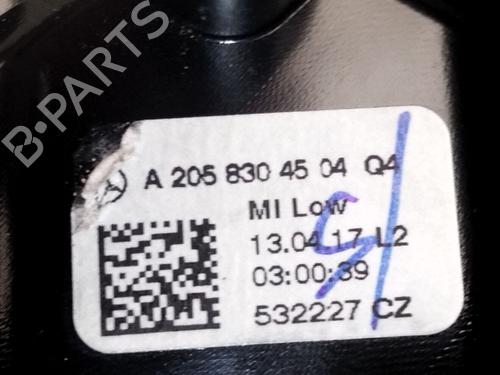 B-PARTS
A 205 830 45 04 Q4
MI Low
13.04.17 L2
03:00:39
532227 CZ